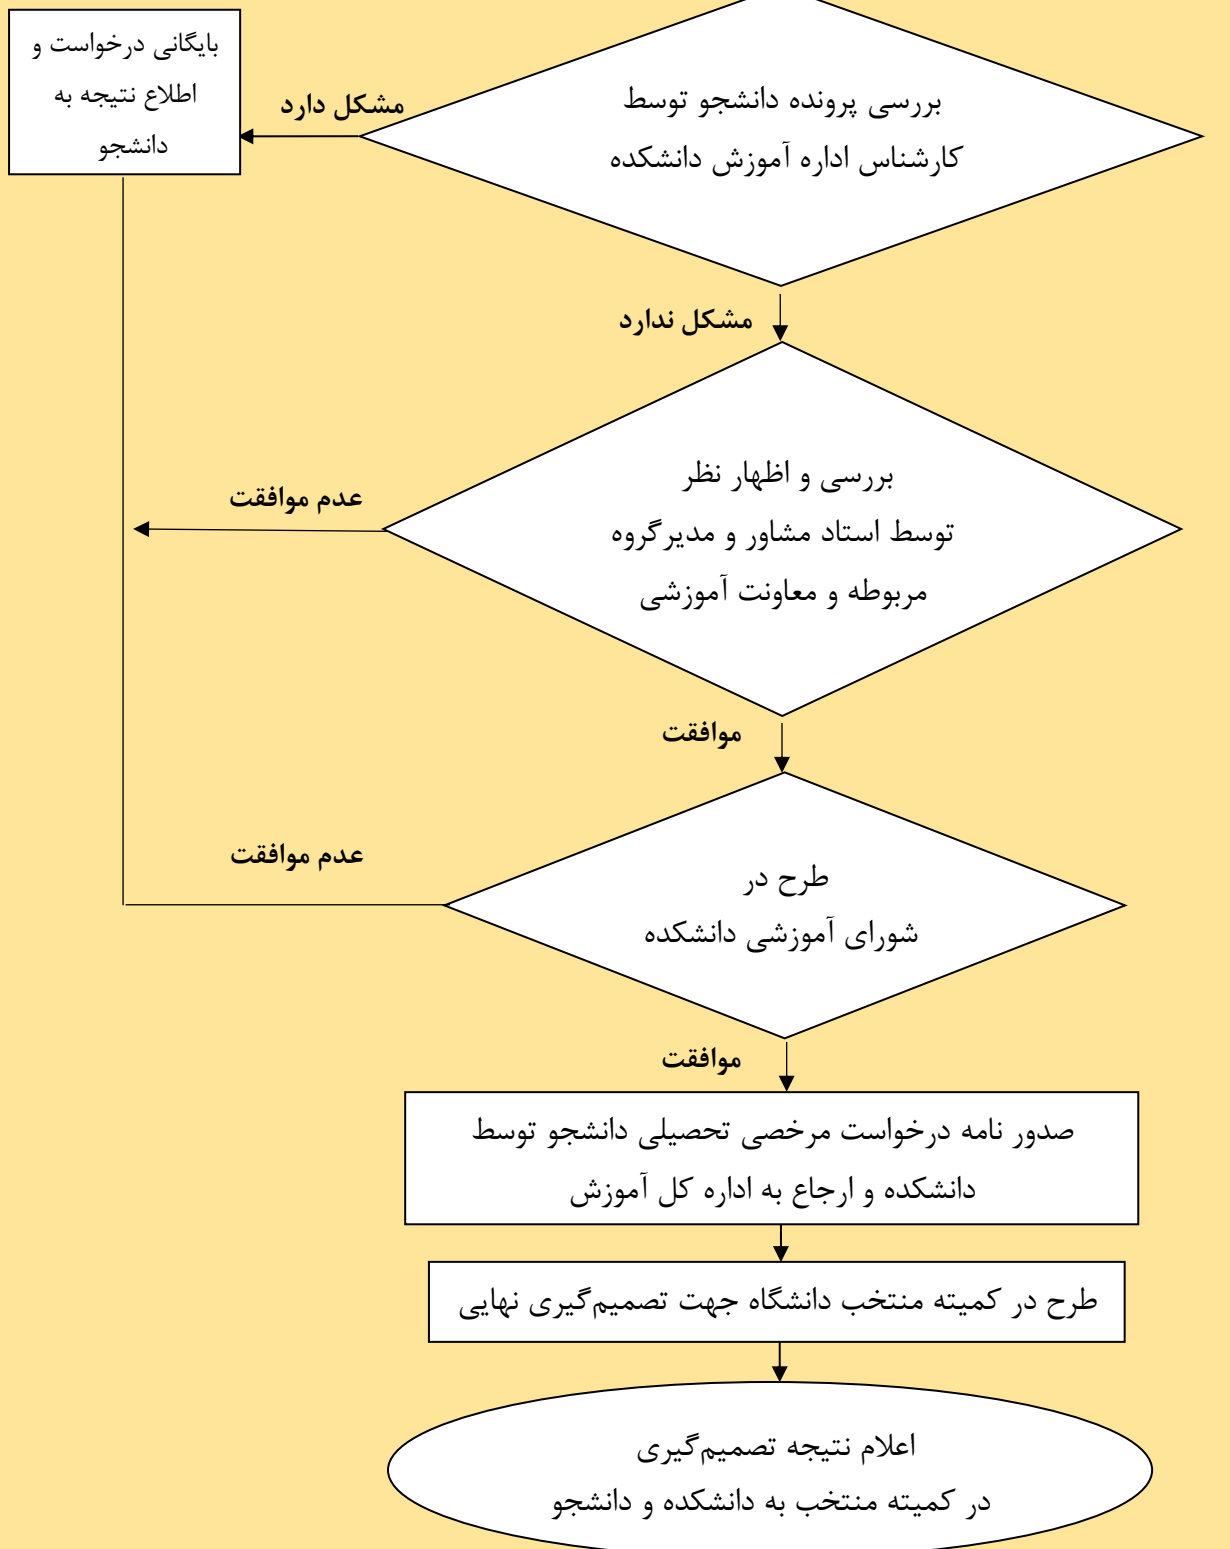 بررسی پرونده دانشجو توسط
کارشناس اداره آموزش دانشکده
مشکل دارد
بایگانی درخواست و
اطلاع نتیجه به
دانشجو
مشکل ندارد
بررسی و اظهار نظر
توسط استاد مشاور و مدیرگروه
مربوطه و معاونت آموزشی
عدم موافقت
موافقت
طرح در
شورای آموزشی دانشکده
عدم موافقت
موافقت
صدور نامه درخواست مرخصی تحصیلی دانشجو توسط
دانشکده و ارجاع به اداره کل آموزش
طرح در کمیته منتخب دانشگاه جهت تصمیم‌گیری نهایی
اعلام نتیجه تصمیم‌گیری
در کمیته منتخب به دانشکده و دانشجو